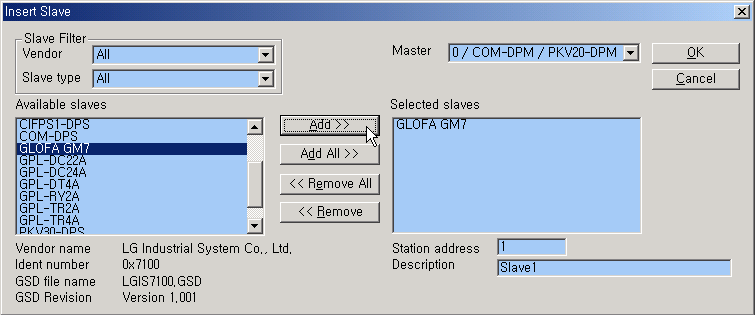 Insert Slave
Slave Filter
Vendor
All
Slave type
All
Master
0 / COM-DPM / PKV20-DPM
OK
Cancel
Available slaves
CIFPS1-DPS
COM-DPS
GLOFA GM7
GPL-DC22A
GPL-DC24A
GPL-DT4A
GPL-RY2A
GPL-TR2A
GPL-TR4A
PKV30-DPS
Add >>
Add All >>
<< Remove All
<< Remove
Selected slaves
GLOFA GM7
Vendor name LG Industrial System Co,. Ltd.
Ident number 0x7100
GSD file name LGIS7100.GSD
GSD Revision Version 1.001
Station address 1
Description Slave1